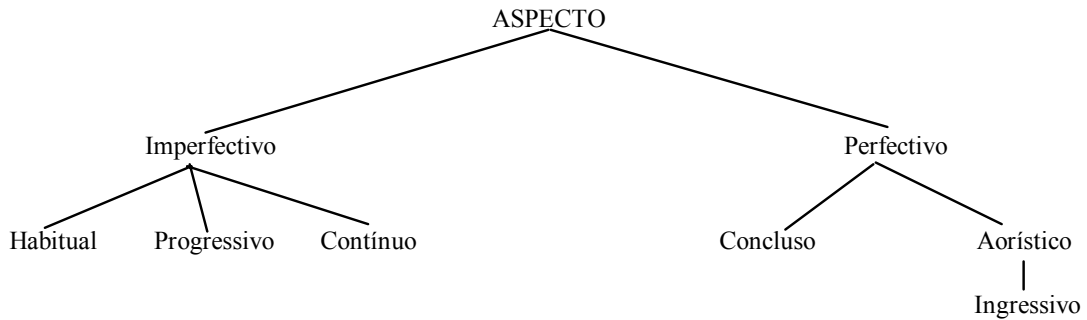 ASPECTO
Imperfectivo Perfectivo
Habitual Progressivo Contínuo Concluso Aorístico
Ingressivo